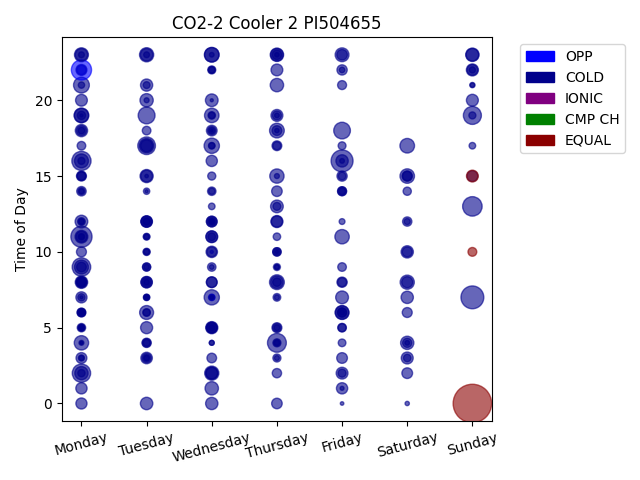 CO2-2 Cooler 2 PI504655
OPP
COLD
IONIC
CMP CH
EQUAL
Time of Day
20
15
10
5
0
Monday
Tuesday
Wednesday
Thursday
Friday
Saturday
Sunday